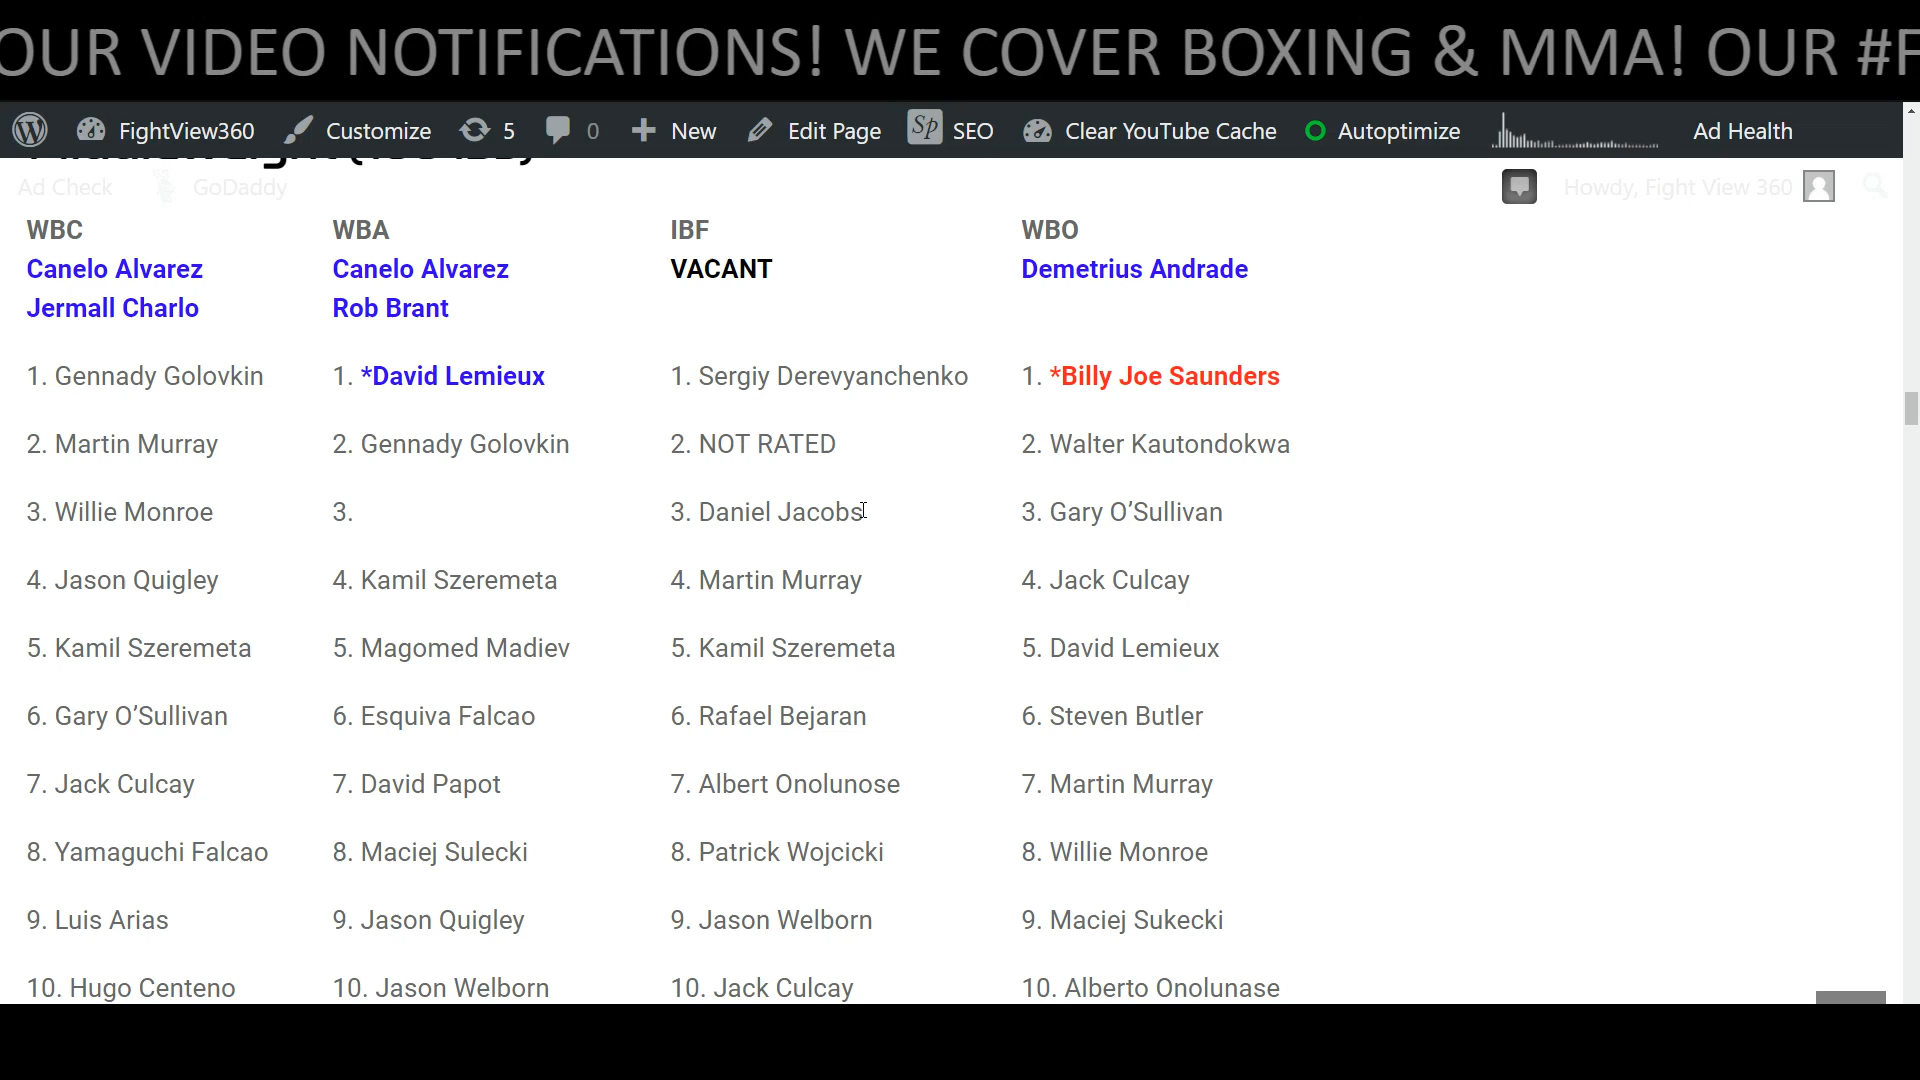 OUR VIDEO NOTIFICATIONS! WE COVER BOXING & MMA! OUR #F
FightView360 Customize 5 0 New Edit Page SEO Clear YouTube Cache Autoptimize Ad Health
Ad Check GoDaddy Howdy, Fight View 360
WBC WBA IBF WBO
Canelo Alvarez Canelo Alvarez VACANT Demetrius Andrade
Jermall Charlo Rob Brant
1. Gennady Golovkin 1. *David Lemieux 1. Sergiy Derevyanchenko 1. *Billy Joe Saunders
2. Martin Murray 2. Gennady Golovkin 2. NOT RATED 2. Walter Kautondokwa
3. Willie Monroe 3. 3. Daniel Jacobs 3. Gary O’Sullivan
4. Jason Quigley 4. Kamil Szeremeta 4. Martin Murray 4. Jack Culcay
5. Kamil Szeremeta 5. Magomed Madiev 5. Kamil Szeremeta 5. David Lemieux
6. Gary O’Sullivan 6. Esquiva Falcao 6. Rafael Bejaran 6. Steven Butler
7. Jack Culcay 7. David Papot 7. Albert Onolunose 7. Martin Murray
8. Yamaguchi Falcao 8. Maciej Sulecki 8. Patrick Wojcicki 8. Willie Monroe
9. Luis Arias 9. Jason Quigley 9. Jason Welborn 9. Maciej Sukecki
10. Hugo Centeno 10. Jason Welborn 10. Jack Culcay 10. Alberto Onolunase